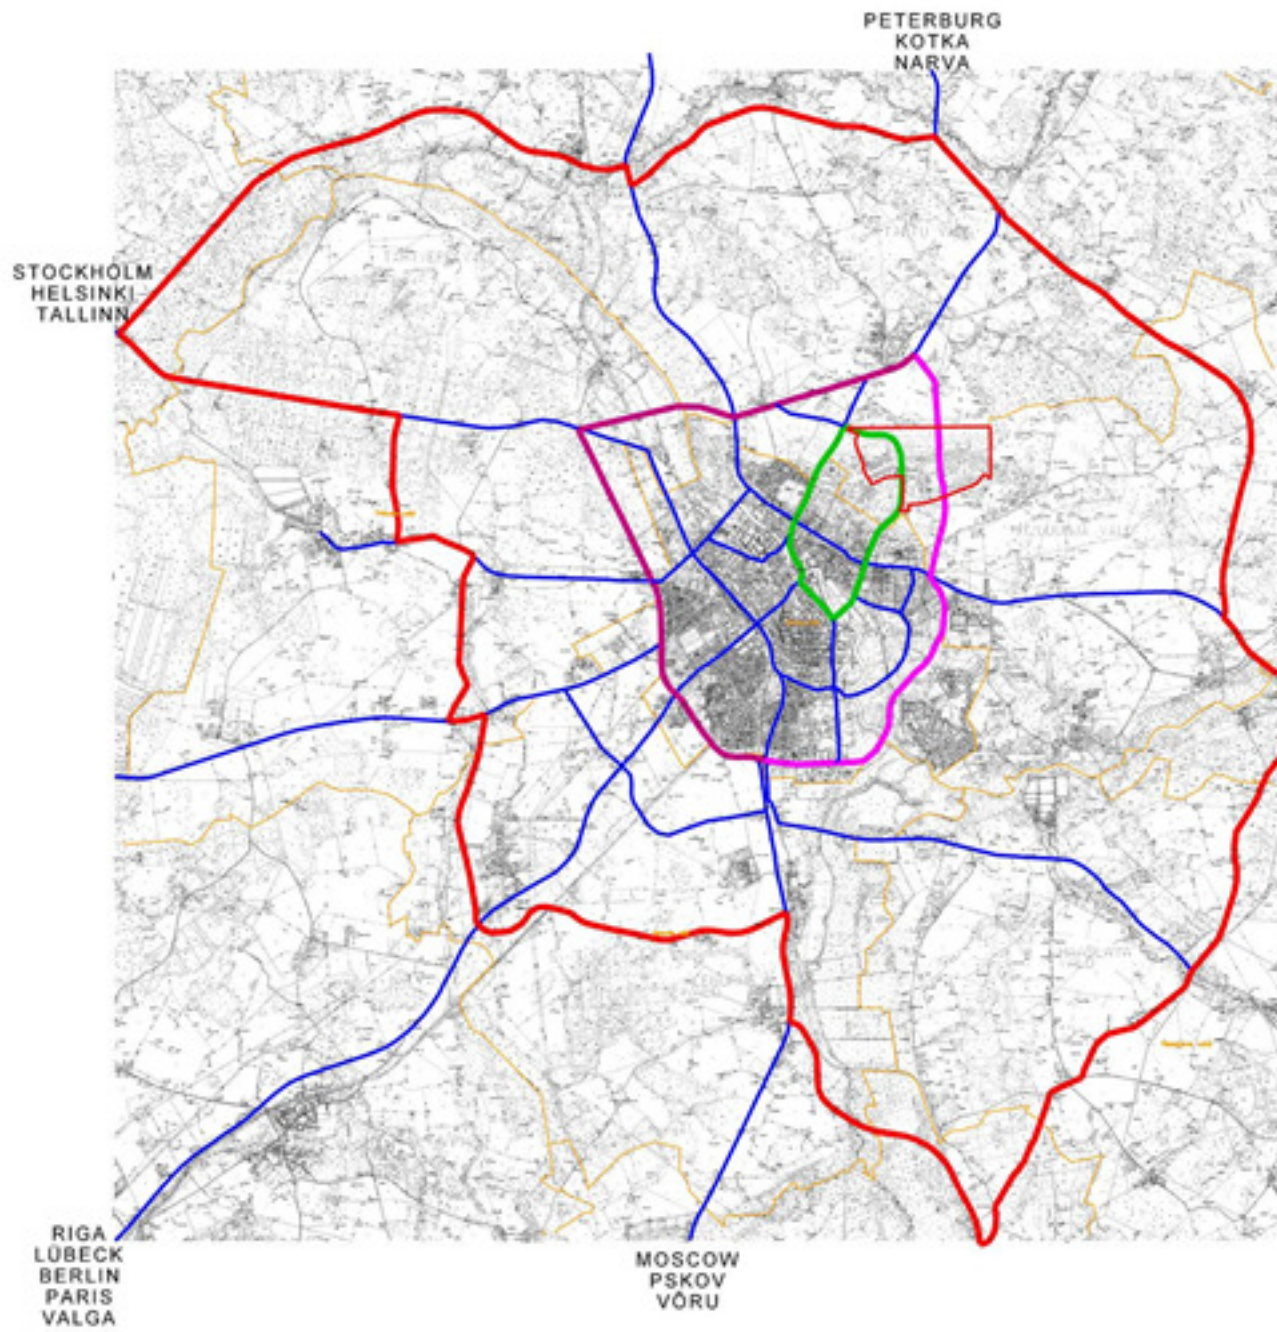 PETERBURG
KOTKA
NARVA
STOCKHOLM
HELSINKI
TALLINN
RIGA
LÜBECK
BERLIN
PARIS
VALGA
MOSCOW
PSKOV
VÕRU